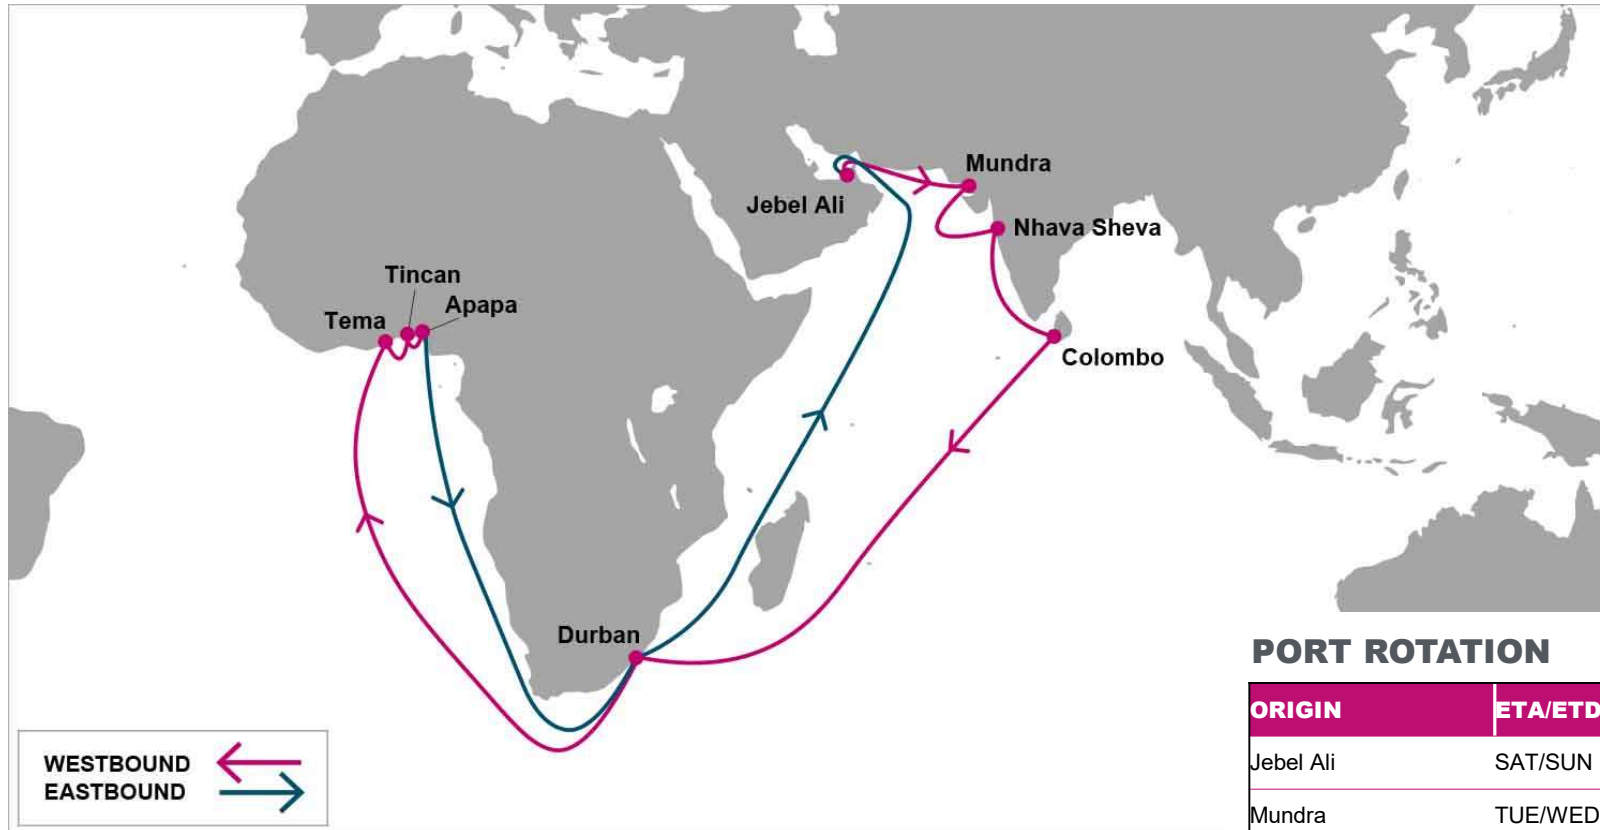 Mundra
Jebel Ali
Nhava Sheva
Tincan
Apapa
Tema
Colombo
Durban
PORT ROTATION
ORIGIN ETA/ETD
Jebel Ali SAT/SUN
Mundra TUE/WED
WESTBOUND
EASTBOUND